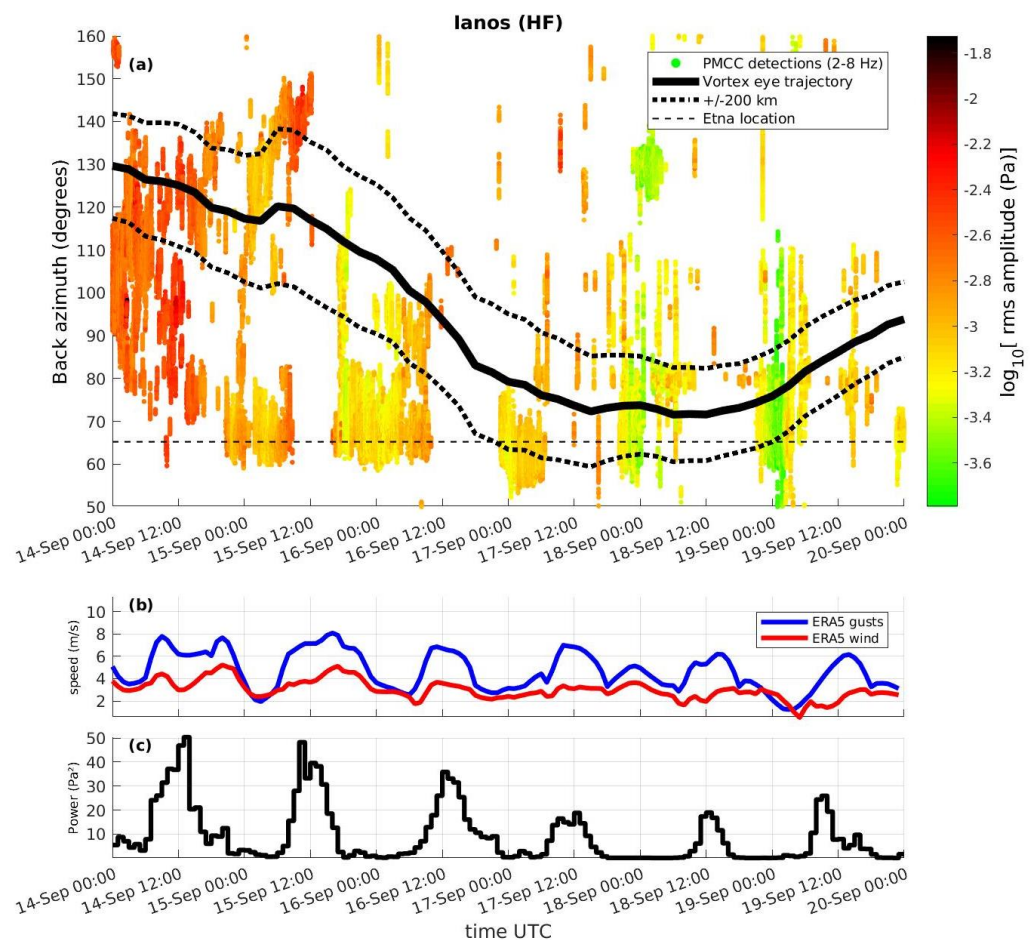 Ianos (HF)
(a)
PMCC detections (2-8 Hz)
Vortex eye trajectory
+/-200 km
Etna location
160
150
140
130
120
110
100
90
80
70
60
50
Back azimuth (degrees)
14-Sep 00:00
14-Sep 12:00
15-Sep 00:00
15-Sep 12:00
16-Sep 00:00
16-Sep 12:00
17-Sep 00:00
17-Sep 12:00
18-Sep 00:00
18-Sep 12:00
19-Sep 00:00
19-Sep 12:00
20-Sep 00:00
-1.8
-2
-2.2
-2.4
-2.6
-2.8
-3
-3.2
-3.4
-3.6
log10[ rms amplitude (Pa)]
(b)
ERA5 gusts
ERA5 wind
10
8
6
4
2
speed (m/s)
(c)
50
40
30
20
10
Power (Pa²)
14-Sep 00:00
14-Sep 12:00
15-Sep 00:00
15-Sep 12:00
16-Sep 00:00
16-Sep 12:00
17-Sep 00:00
17-Sep 12:00
18-Sep 00:00
18-Sep 12:00
19-Sep 00:00
19-Sep 12:00
20-Sep 00:00
time UTC